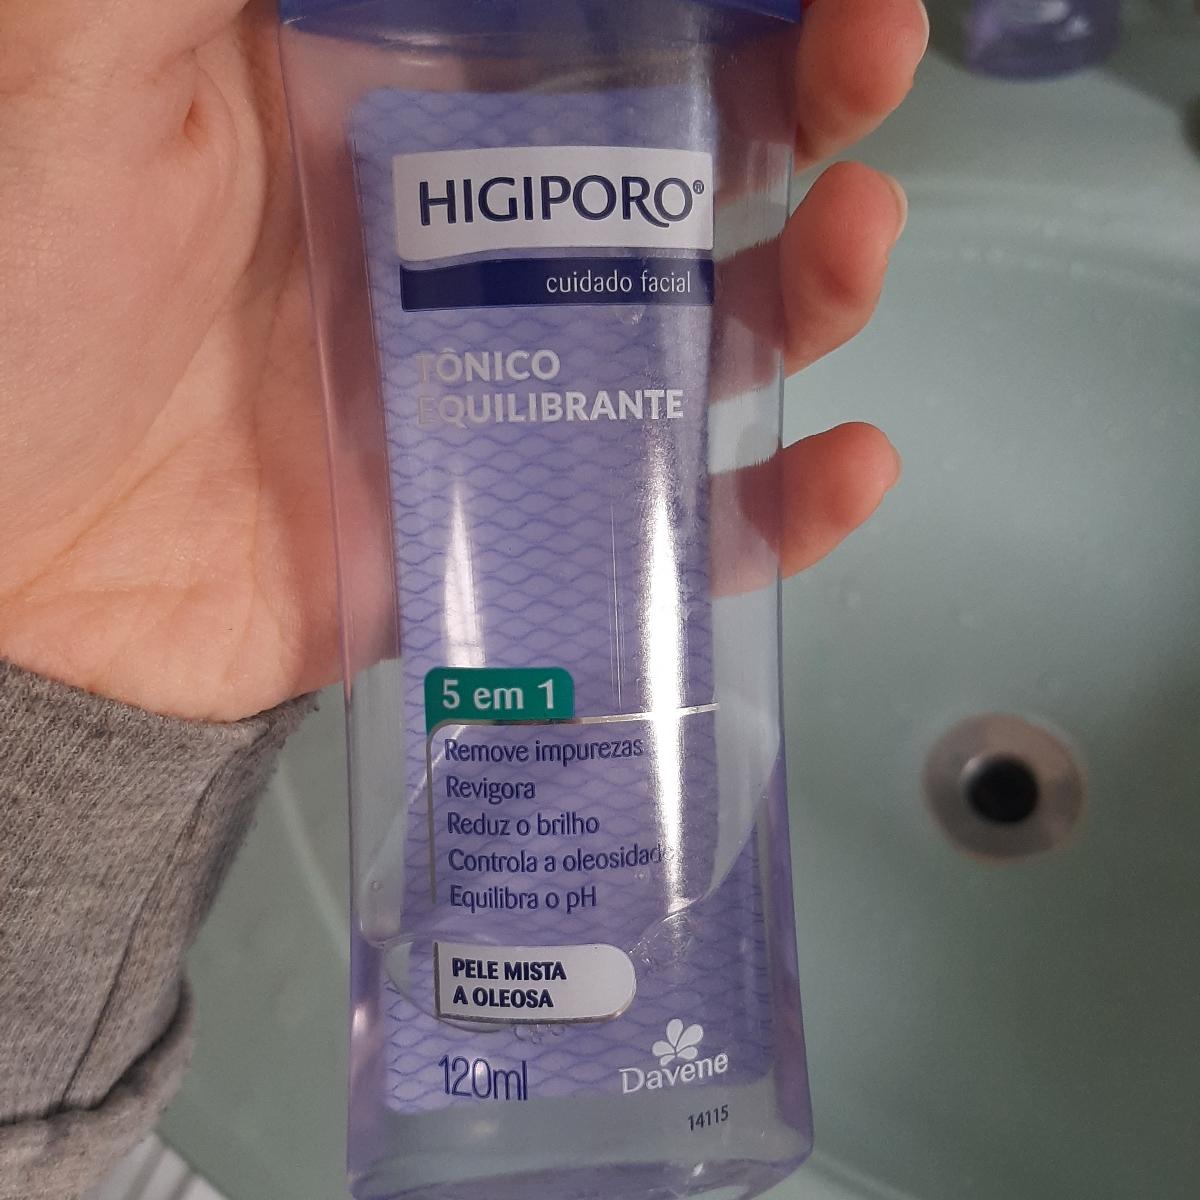 HIGIPORO®
cuidado facial
TÔNICO
EQUILIBRANTE
5 em 1
Remove impurezas
Revigora
Reduz o brilho
Controla a oleosidade
Equilibra o pH
PELE MISTA
A OLEOSA
120ml
Davene
14115